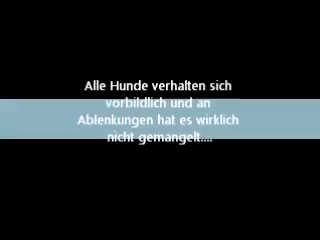 Alle Hunde verhalten sich
vorbildlich und an
Ablenkungen hat es wirklich
nicht gemangelt....